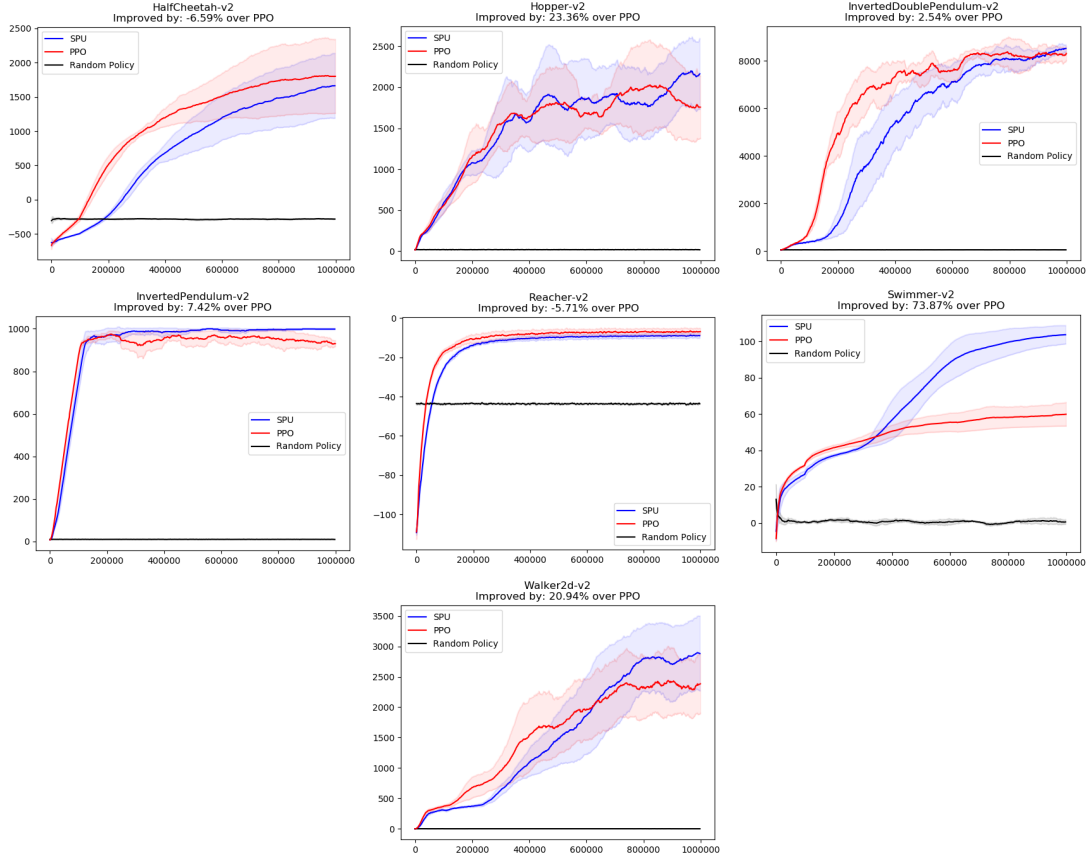 HalfCheetah-v2
Improved by: -6.59% over PPO
2500
2000
1500
1000
500
0
−500
SPU
PPO
Random Policy
0 200000 400000 600000 800000 1000000
Hopper-v2
Improved by: 23.36% over PPO
2500
2000
1500
1000
500
0
SPU
PPO
Random Policy
0 200000 400000 600000 800000 1000000
InvertedDoublePendulum-v2
Improved by: 2.54% over PPO
8000
6000
4000
2000
0
SPU
PPO
Random Policy
0 200000 400000 600000 800000 1000000
InvertedPendulum-v2
Improved by: 7.42% over PPO
1000
800
600
400
200
0
SPU
PPO
Random Policy
0 200000 400000 600000 800000 1000000
Reacher-v2
Improved by: -5.71% over PPO
0
−20
−40
−60
−80
−100
SPU
PPO
Random Policy
0 200000 400000 600000 800000 1000000
Swimmer-v2
Improved by: 73.87% over PPO
100
80
60
40
20
0
SPU
PPO
Random Policy
0 200000 400000 600000 800000 1000000
Walker2d-v2
Improved by: 20.94% over PPO
3500
3000
2500
2000
1500
1000
500
0
SPU
PPO
Random Policy
0 200000 400000 600000 800000 1000000